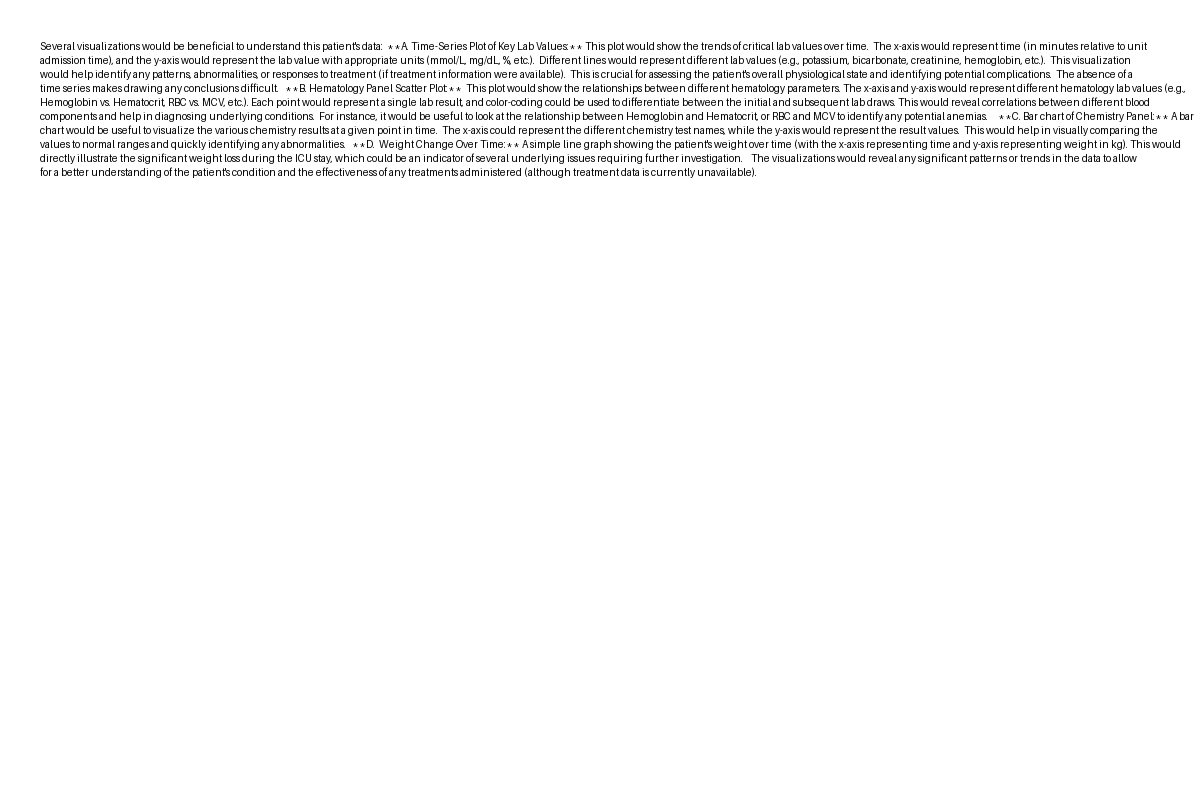 Several visualizations would be beneficial to understand this patient's data:  **A. Time-Series Plot of Key Lab Values:** This plot would show the trends of critical lab values over time.  The x-axis would represent time (in minutes relative to unit
admission time), and the y-axis would represent the lab value with appropriate units (mmol/L, mg/dL, %, etc.).  Different lines would represent different lab values (e.g., potassium, bicarbonate, creatinine, hemoglobin, etc.).  This visualization
would help identify any patterns, abnormalities, or responses to treatment (if treatment information were available).  This is crucial for assessing the patient's overall physiological state and identifying potential complications.  The absence of a
time series makes drawing any conclusions difficult.   **B. Hematology Panel Scatter Plot:**  This plot would show the relationships between different hematology parameters. The x-axis and y-axis would represent different hematology lab values (e.g.,
Hemoglobin vs. Hematocrit, RBC vs. MCV, etc.). Each point would represent a single lab result, and color-coding could be used to differentiate between the initial and subsequent lab draws. This would reveal correlations between different blood
components and help in diagnosing underlying conditions.  For instance, it would be useful to look at the relationship between Hemoglobin and Hematocrit, or RBC and MCV to identify any potential anemias.    **C. Bar chart of Chemistry Panel:** A bar
chart would be useful to visualize the various chemistry results at a given point in time.  The x-axis could represent the different chemistry test names, while the y-axis would represent the result values.  This would help in visually comparing the
values to normal ranges and quickly identifying any abnormalities.   **D.  Weight Change Over Time:** A simple line graph showing the patient's weight over time (with the x-axis representing time and y-axis representing weight in kg). This would
directly illustrate the significant weight loss during the ICU stay, which could be an indicator of several underlying issues requiring further investigation.   The visualizations would reveal any significant patterns or trends in the data to allow
for a better understanding of the patient's condition and the effectiveness of any treatments administered (although treatment data is currently unavailable).